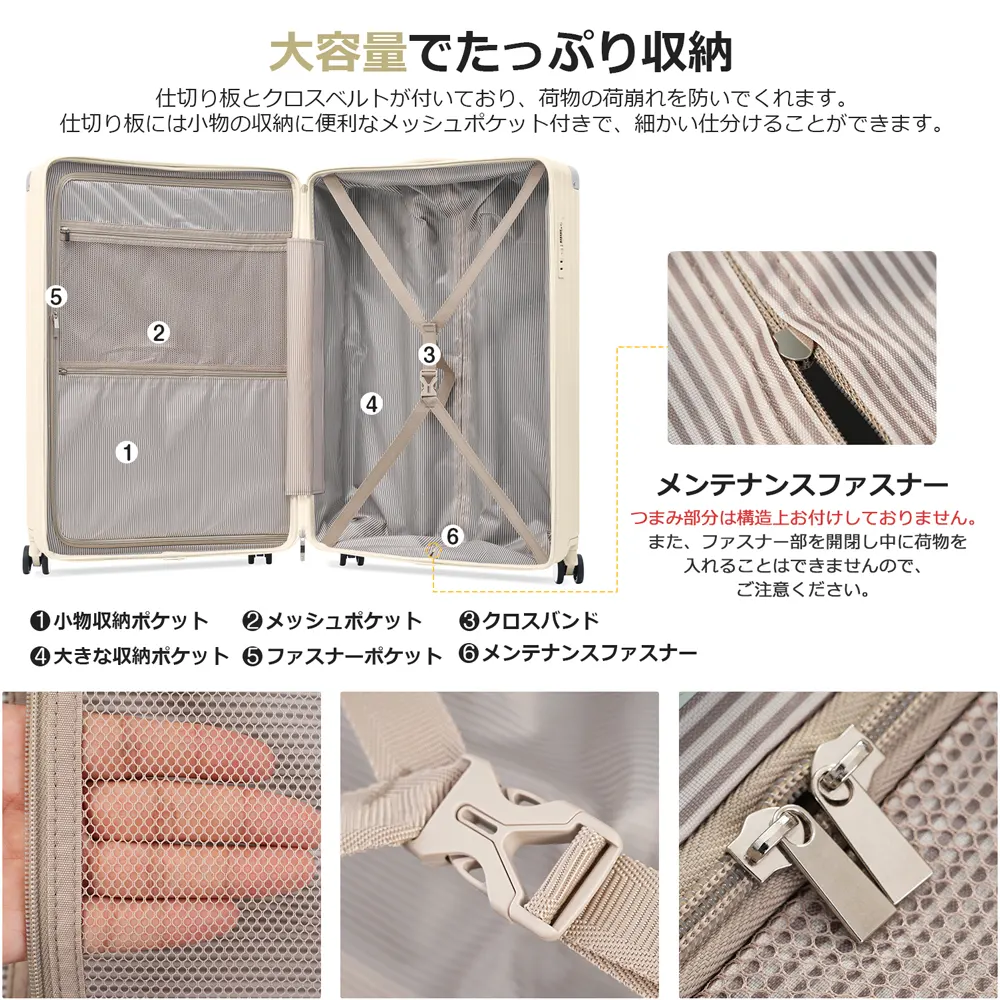 大容量でたっぷり収納
仕切り板とクロスベルトが付いており、荷物の荷崩れを防いでくれます。
仕切り板には小物の収納に便利なメッシュポケット付きで、細かい仕分けることができます。
5
2
3
4
1
6
メンテナンスファスナー
つまみ部分は構造上お付けしておりません。
また、ファスナー部を開閉し中に荷物を
入れることはできませんので、
ご注意ください。
1 小物収納ポケット 2 メッシュポケット 3 クロスバンド
4 大きな収納ポケット 5 ファスナーポケット 6 メンテナンスファスナー